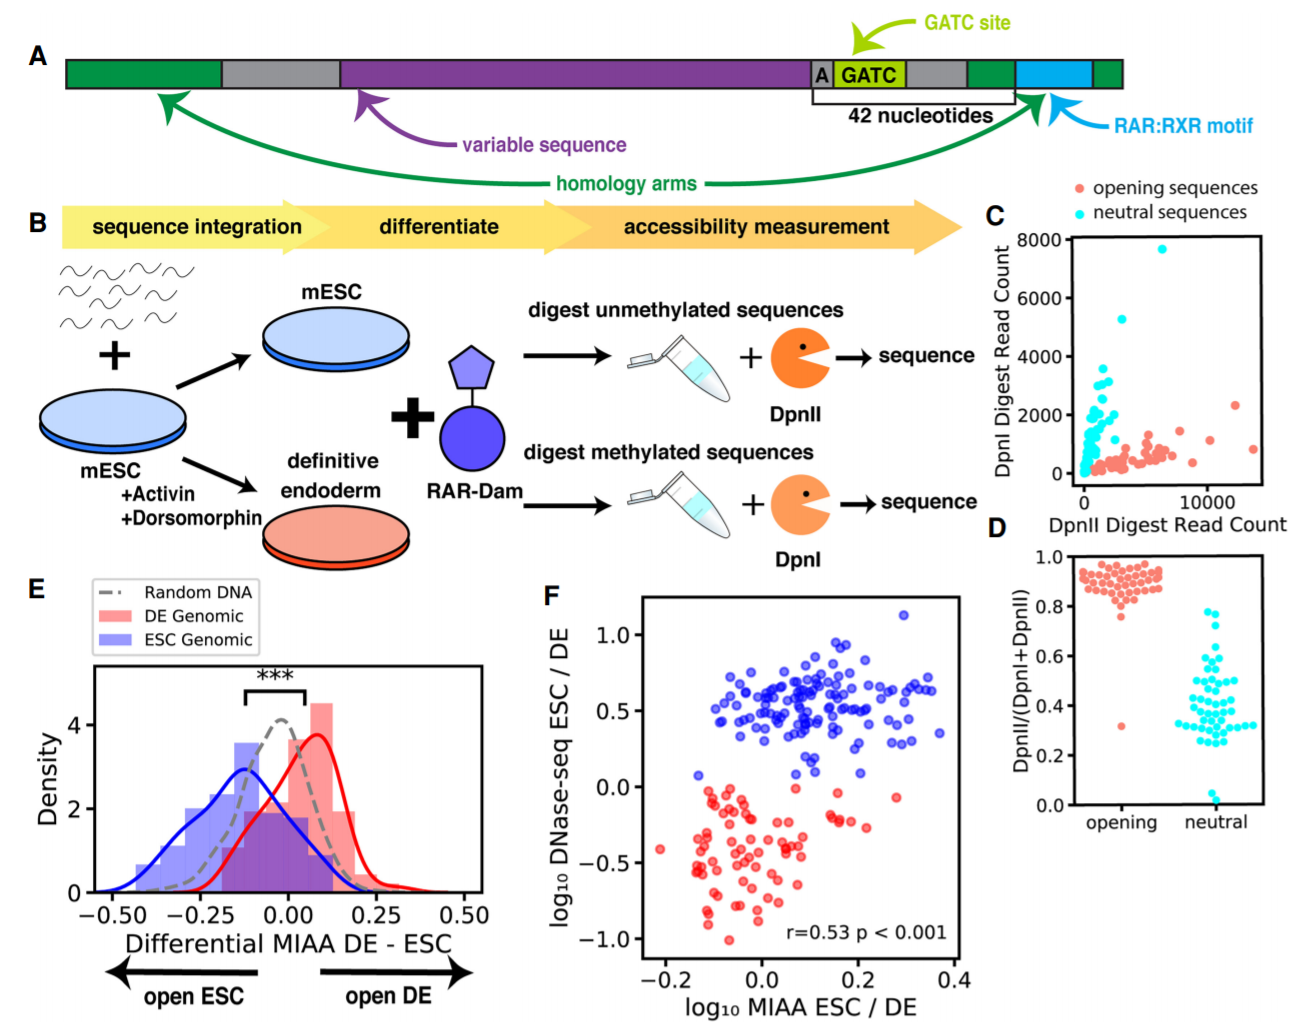 A
GATC site
A
GATC
42 nucleotides
RAR:RXR motif
variable sequence
homology arms
B
sequence integration
differentiate
accessibility measurement
mESC
mESC
+Activin
+Dorsomorphin
definitive
endoderm
RAR-Dam
digest unmethylated sequences
DpnII
sequence
digest methylated sequences
DpnI
sequence
C
opening sequences
neutral sequences
DpnI Digest Read Count
8000
6000
4000
2000
0
0
10000
DpnII Digest Read Count
D
DpnII/(DpnI+DpnII)
1.0
0.8
0.6
0.4
0.2
0.0
opening
neutral
E
Random DNA
DE Genomic
ESC Genomic
***
Density
4
2
0
−0.50
−0.25
0.00
0.25
0.50
Differential MIAA DE - ESC
open ESC
open DE
F
log₁₀ DNase-seq ESC / DE
1.0
0.5
0.0
−0.5
−1.0
r=0.53 p < 0.001
−0.2
0.0
0.2
0.4
log₁₀ MIAA ESC / DE